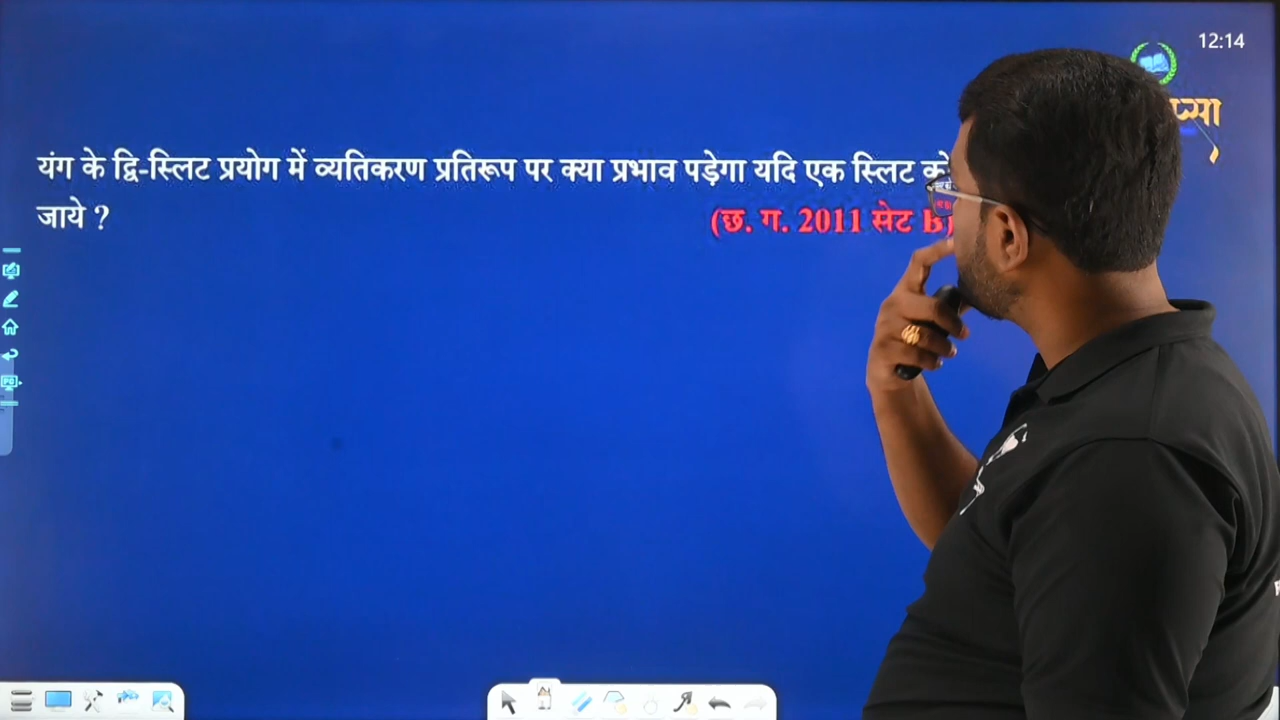 12:14
यंग के द्वि-स्लिट प्रयोग में व्यतिकरण प्रतिरूप पर क्या प्रभाव पड़ेगा यदि एक स्लिट को
जाये ?
(छ. ग. 2011 सेट B)